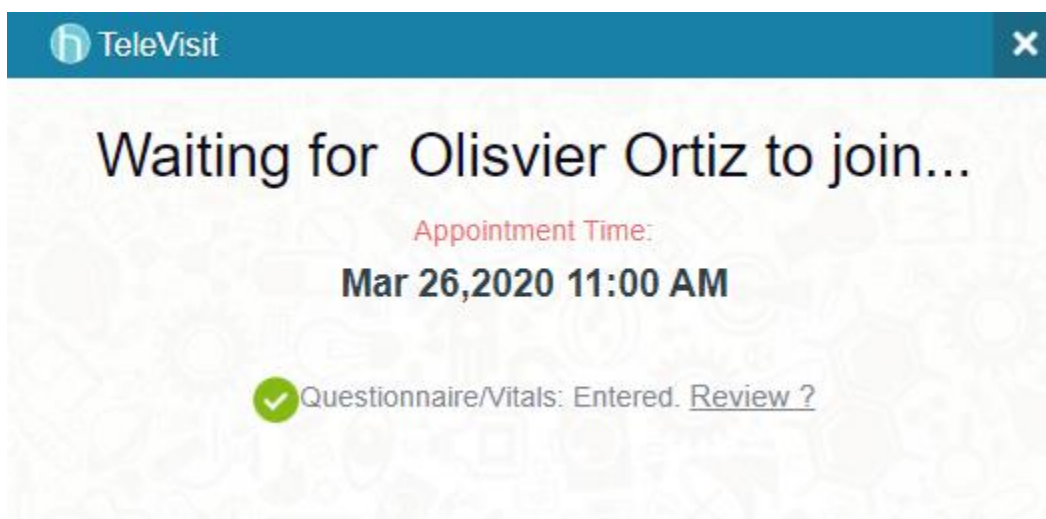 TeleVisit
Waiting for Olisvier Ortiz to join...
Appointment Time:
Mar 26,2020 11:00 AM
Questionnaire/Vitals: Entered. Review ?